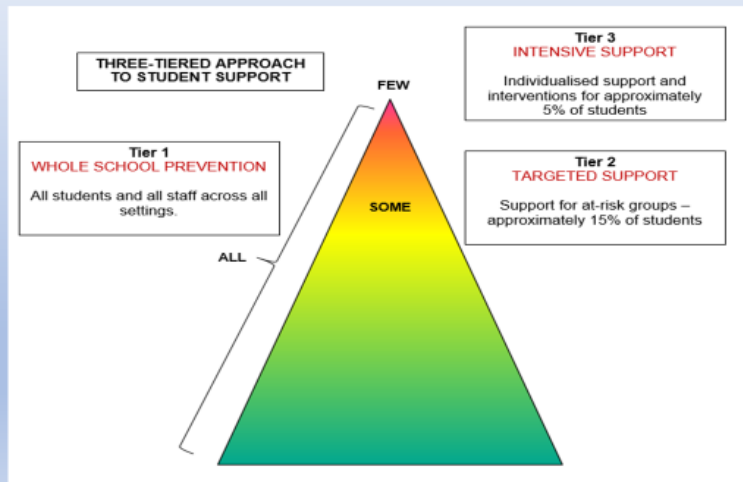 THREE-TIERED APPROACH
TO STUDENT SUPPORT
Tier 1
WHOLE SCHOOL PREVENTION
All students and all staff across all
settings.
ALL
FEW
SOME
Tier 3
INTENSIVE SUPPORT
Individualised support and
interventions for approximately
5% of students
Tier 2
TARGETED SUPPORT
Support for at-risk groups –
approximately 15% of students